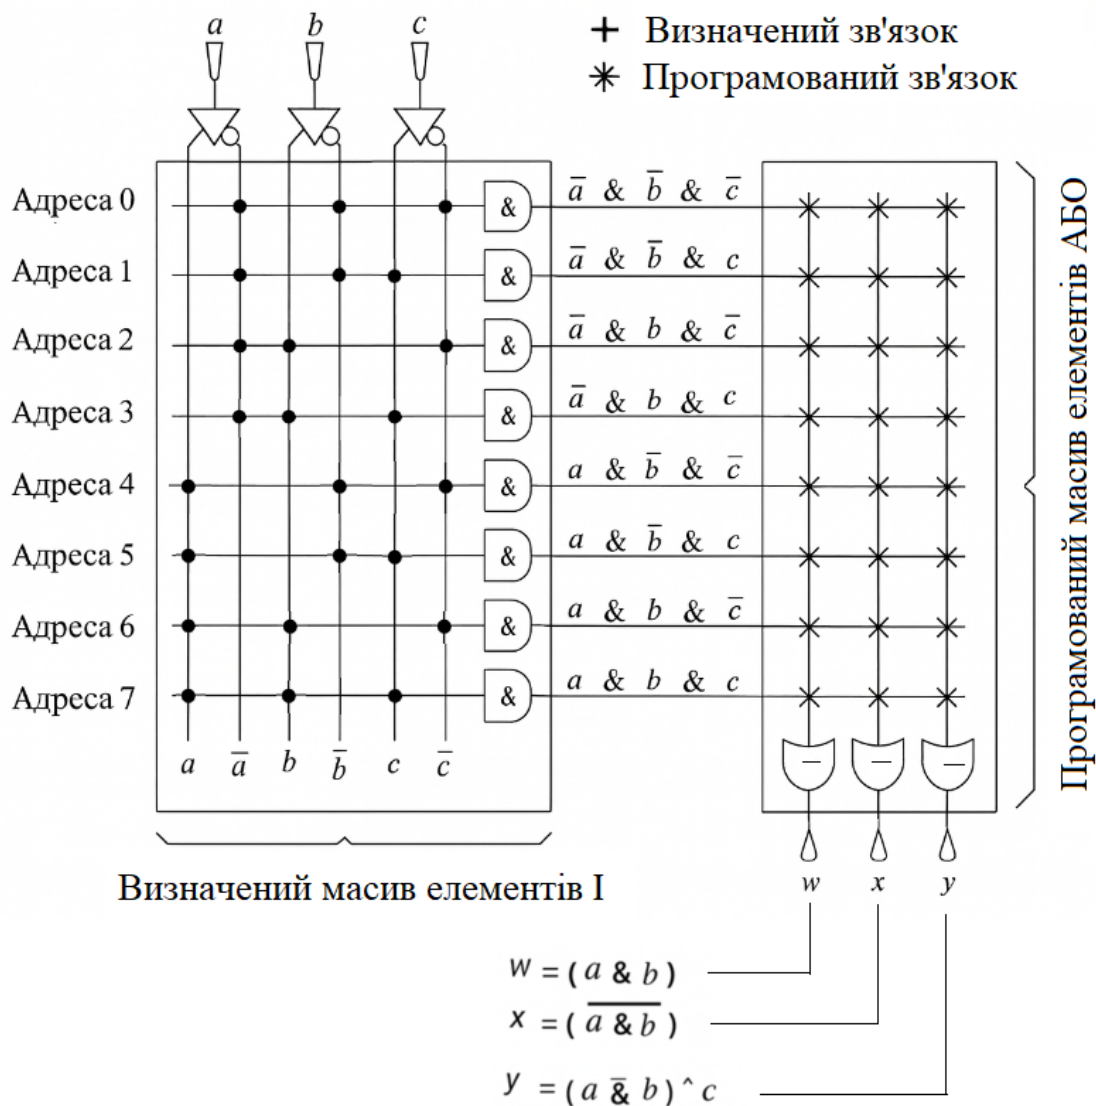 a b c
+ Визначений зв'язок
* Програмований зв'язок
Адреса 0 & a̅ & b̅ & c̅
Адреса 1 & a̅ & b̅ & c
Адреса 2 & a̅ & b & c̅
Адреса 3 & a̅ & b & c
Адреса 4 & a & b̅ & c̅
Адреса 5 & a & b̅ & c
Адреса 6 & a & b & c̅
Адреса 7 & a & b & c
a a̅ b b̅ c c̅
Програмований масив елементів АБО
Визначений масив елементів І
w x y
w = ( a & b )
x = ( a̅ ̅&̅ ̅b̅ )
y = ( a &̅ b ) ^ c